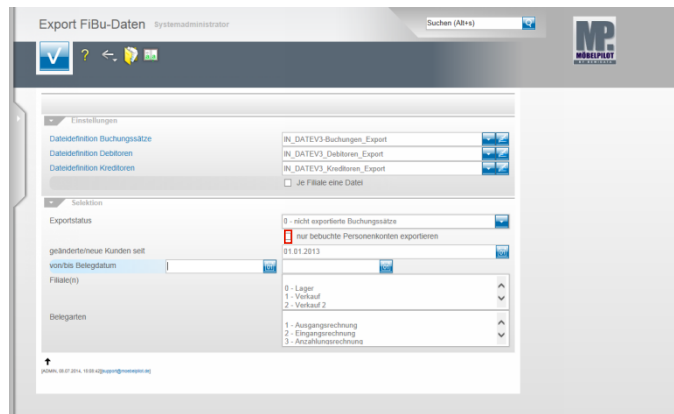 Export FiBu-Daten Systemadministrator
Suchen (Alt+s)
MP
MÖBELPILOT
?
Einstellungen
Dateidefinition Buchungssätze IN_DATEV3-Buchungen_Export
Dateidefinition Debitoren IN_DATEV3_Debitoren_Export
Dateidefinition Kreditoren IN_DATEV3_Kreditoren_Export
Je Filiale eine Datei
Selektion
Exportstatus 0 - nicht exportierte Buchungssätze
nur bebuchte Personenkonten exportieren
geänderte/neue Kunden seit 01.01.2013
von/bis Belegdatum
Filiale(n)
0 - Lager
1 - Verkauf
2 - Verkauf 2
Belegarten
1 - Ausgangsrechnung
2 - Eingangsrechnung
3 - Anzahlungsrechnung